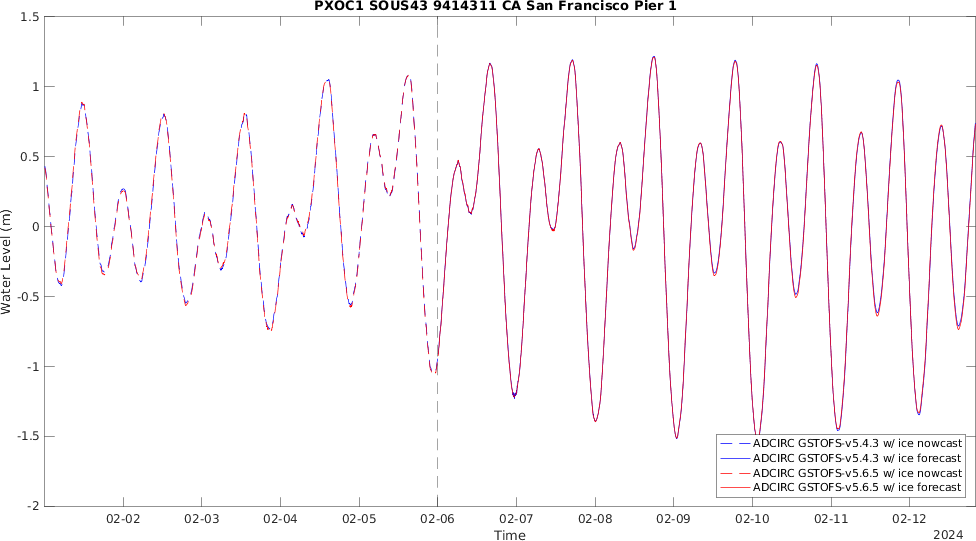 PXOC1 SOUS43 9414311 CA San Francisco Pier 1
1.5
1
0.5
0
-0.5
-1
-1.5
-2
Water Level (m)
ADCIRC GSTOFS-v5.4.3 w/ ice nowcast
ADCIRC GSTOFS-v5.4.3 w/ ice forecast
ADCIRC GSTOFS-v5.6.5 w/ ice nowcast
ADCIRC GSTOFS-v5.6.5 w/ ice forecast
02-02 02-03 02-04 02-05 02-06 02-07 02-08 02-09 02-10 02-11 02-12
Time
2024